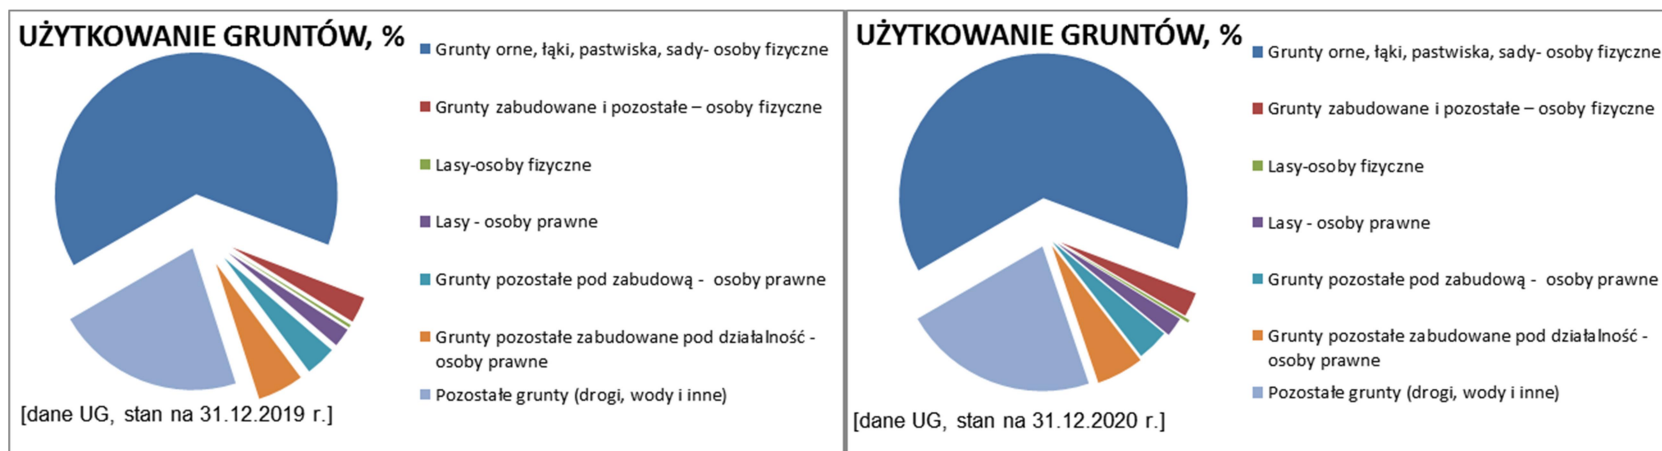 UŻYTKOWANIE GRUNTÓW, %
Grunty orne, łąki, pastwiska, sady- osoby fizyczne
Grunty zabudowane i pozostałe – osoby fizyczne
Lasy-osoby fizyczne
Lasy - osoby prawne
Grunty pozostałe pod zabudową - osoby prawne
Grunty pozostałe zabudowane pod działalność -
osoby prawne
Pozostałe grunty (drogi, wody i inne)
[dane UG, stan na 31.12.2019 r.]
UŻYTKOWANIE GRUNTÓW, %
Grunty orne, łąki, pastwiska, sady- osoby fizyczne
Grunty zabudowane i pozostałe – osoby fizyczne
Lasy-osoby fizyczne
Lasy - osoby prawne
Grunty pozostałe pod zabudową - osoby prawne
Grunty pozostałe zabudowane pod działalność -
osoby prawne
Pozostałe grunty (drogi, wody i inne)
[dane UG, stan na 31.12.2020 r.]